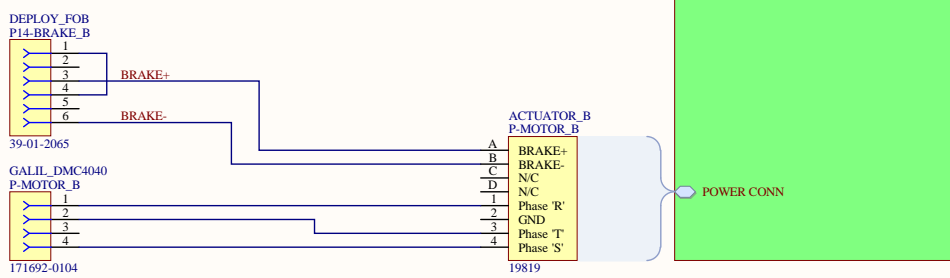 DEPLOY_FOB
P14-BRAKE_B
1
2
3
4
5
6
BRAKE+
BRAKE-
39-01-2065
GALIL_DMC4040
P-MOTOR_B
1
2
3
4
171692-0104
ACTUATOR_B
P-MOTOR_B
A BRAKE+
B BRAKE-
C N/C
D N/C
1 Phase 'R'
2 GND
3 Phase 'T'
4 Phase 'S'
19819
POWER CONN